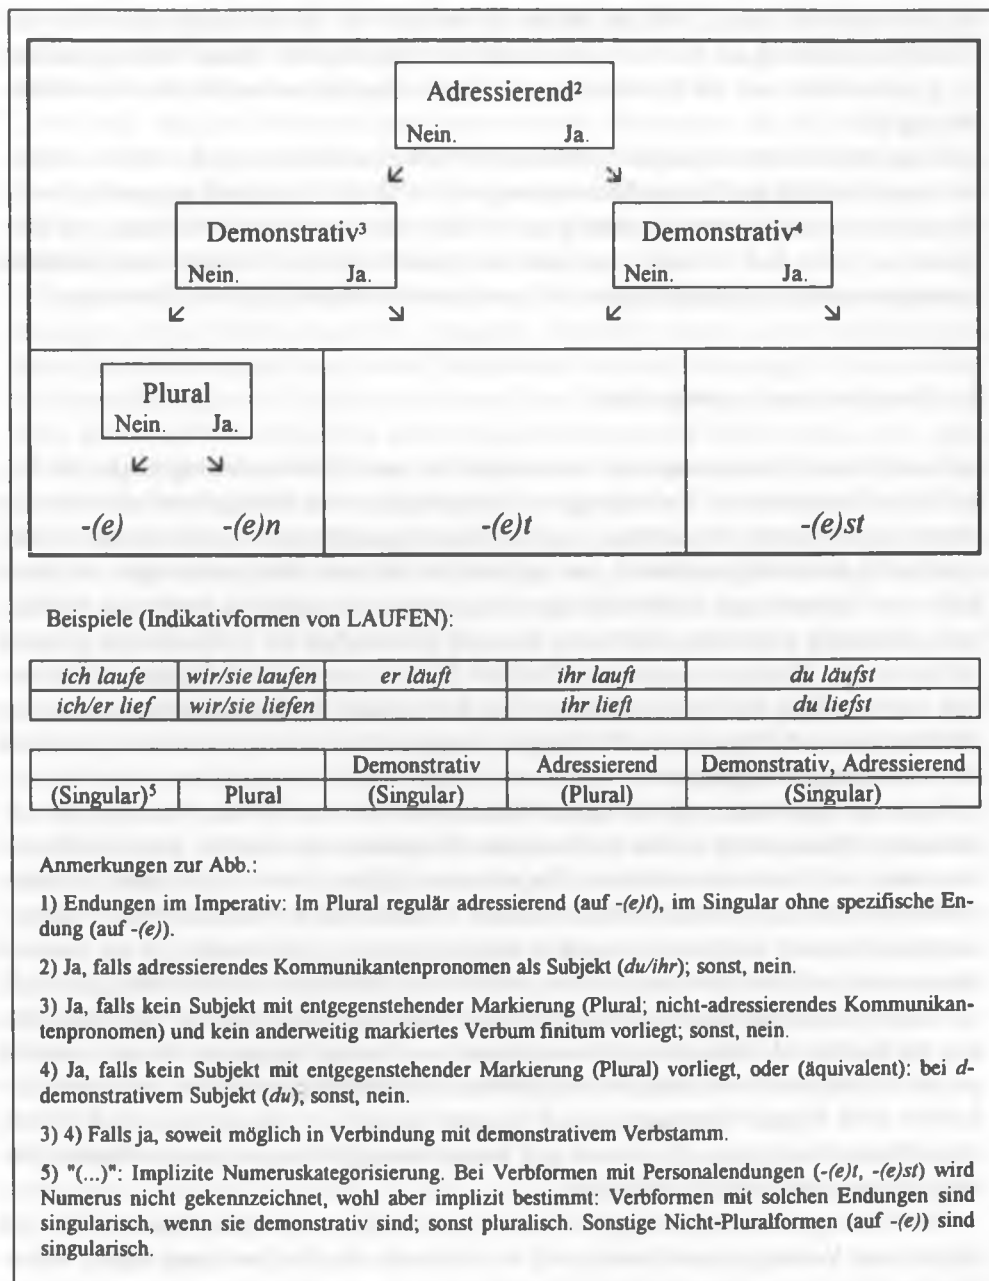 Adressierend²
Nein. Ja.
Demonstrativ³ Demonstrativ⁴
Nein. Ja. Nein. Ja.
Plural
Nein. Ja.
-(e) -(e)n -(e)t -(e)st
Beispiele (Indikativformen von LAUFEN):
ich laufe wir/sie laufen er läuft ihr lauft du läufst
ich/er lief wir/sie liefen ihr lieft du liefst
Demonstrativ Adressierend Demonstrativ, Adressierend
(Singular)⁵ Plural (Singular) (Plural) (Singular)
Anmerkungen zur Abb.:
1) Endungen im Imperativ: Im Plural regulär adressierend (auf -(e)t), im Singular ohne spezifische En-
dung (auf -(e)).
2) Ja, falls adressierendes Kommunikantenpronomen als Subjekt (du/ihr); sonst, nein.
3) Ja, falls kein Subjekt mit entgegenstehender Markierung (Plural; nicht-adressierendes Kommunikan-
tenpronomen) und kein anderweitig markiertes Verbum finitum vorliegt; sonst, nein.
4) Ja, falls kein Subjekt mit entgegenstehender Markierung (Plural) vorliegt, oder (äquivalent): bei d-
demonstrativem Subjekt (du); sonst, nein.
3) 4) Falls ja, soweit möglich in Verbindung mit demonstrativem Verbstamm.
5) "(...)": Implizite Numeruskategorisierung. Bei Verbformen mit Personalendungen (-(e)t, -(e)st) wird
Numerus nicht gekennzeichnet, wohl aber implizit bestimmt: Verbformen mit solchen Endungen sind
singularisch, wenn sie demonstrativ sind; sonst pluralisch. Sonstige Nicht-Pluralformen (auf -(e)) sind
singularisch.